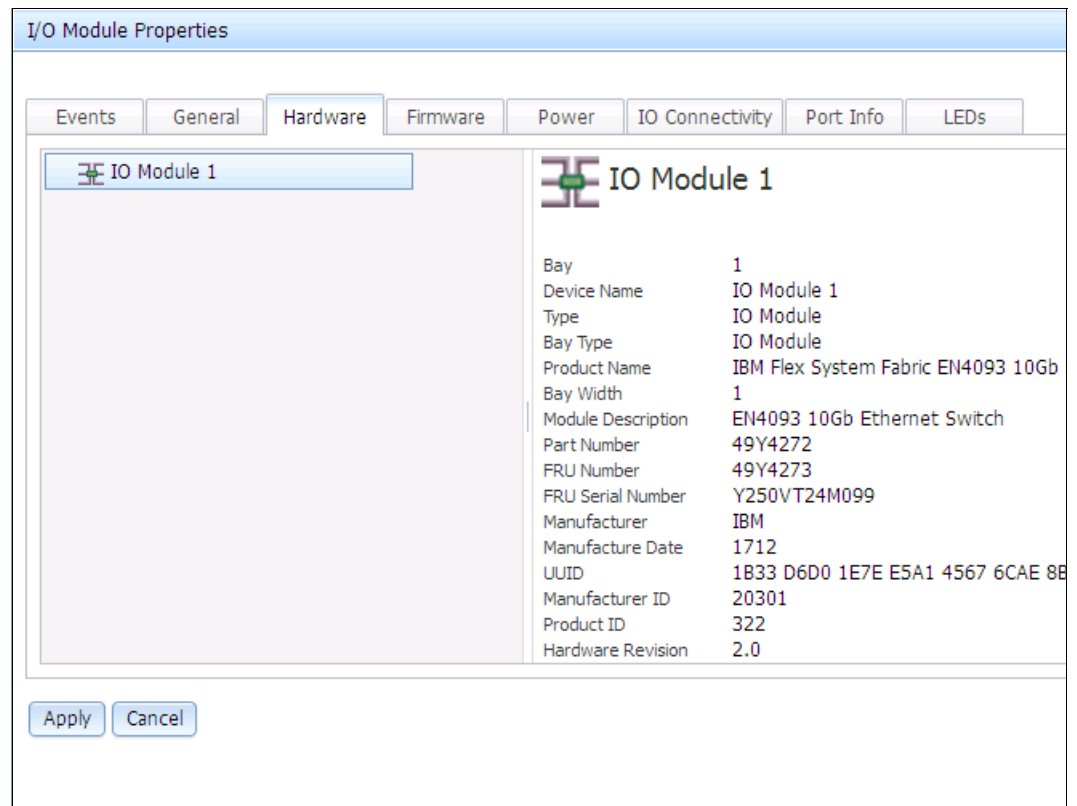 I/O Module Properties
Events General Hardware Firmware Power IO Connectivity Port Info LEDs
IO Module 1
IO Module 1
Bay 1
Device Name IO Module 1
Type IO Module
Bay Type IO Module
Product Name IBM Flex System Fabric EN4093 10Gb
Bay Width 1
Module Description EN4093 10Gb Ethernet Switch
Part Number 49Y4272
FRU Number 49Y4273
FRU Serial Number Y250VT24M099
Manufacturer IBM
Manufacture Date 1712
UUID 1B33 D6D0 1E7E E5A1 4567 6CAE 8B
Manufacturer ID 20301
Product ID 322
Hardware Revision 2.0
Apply Cancel